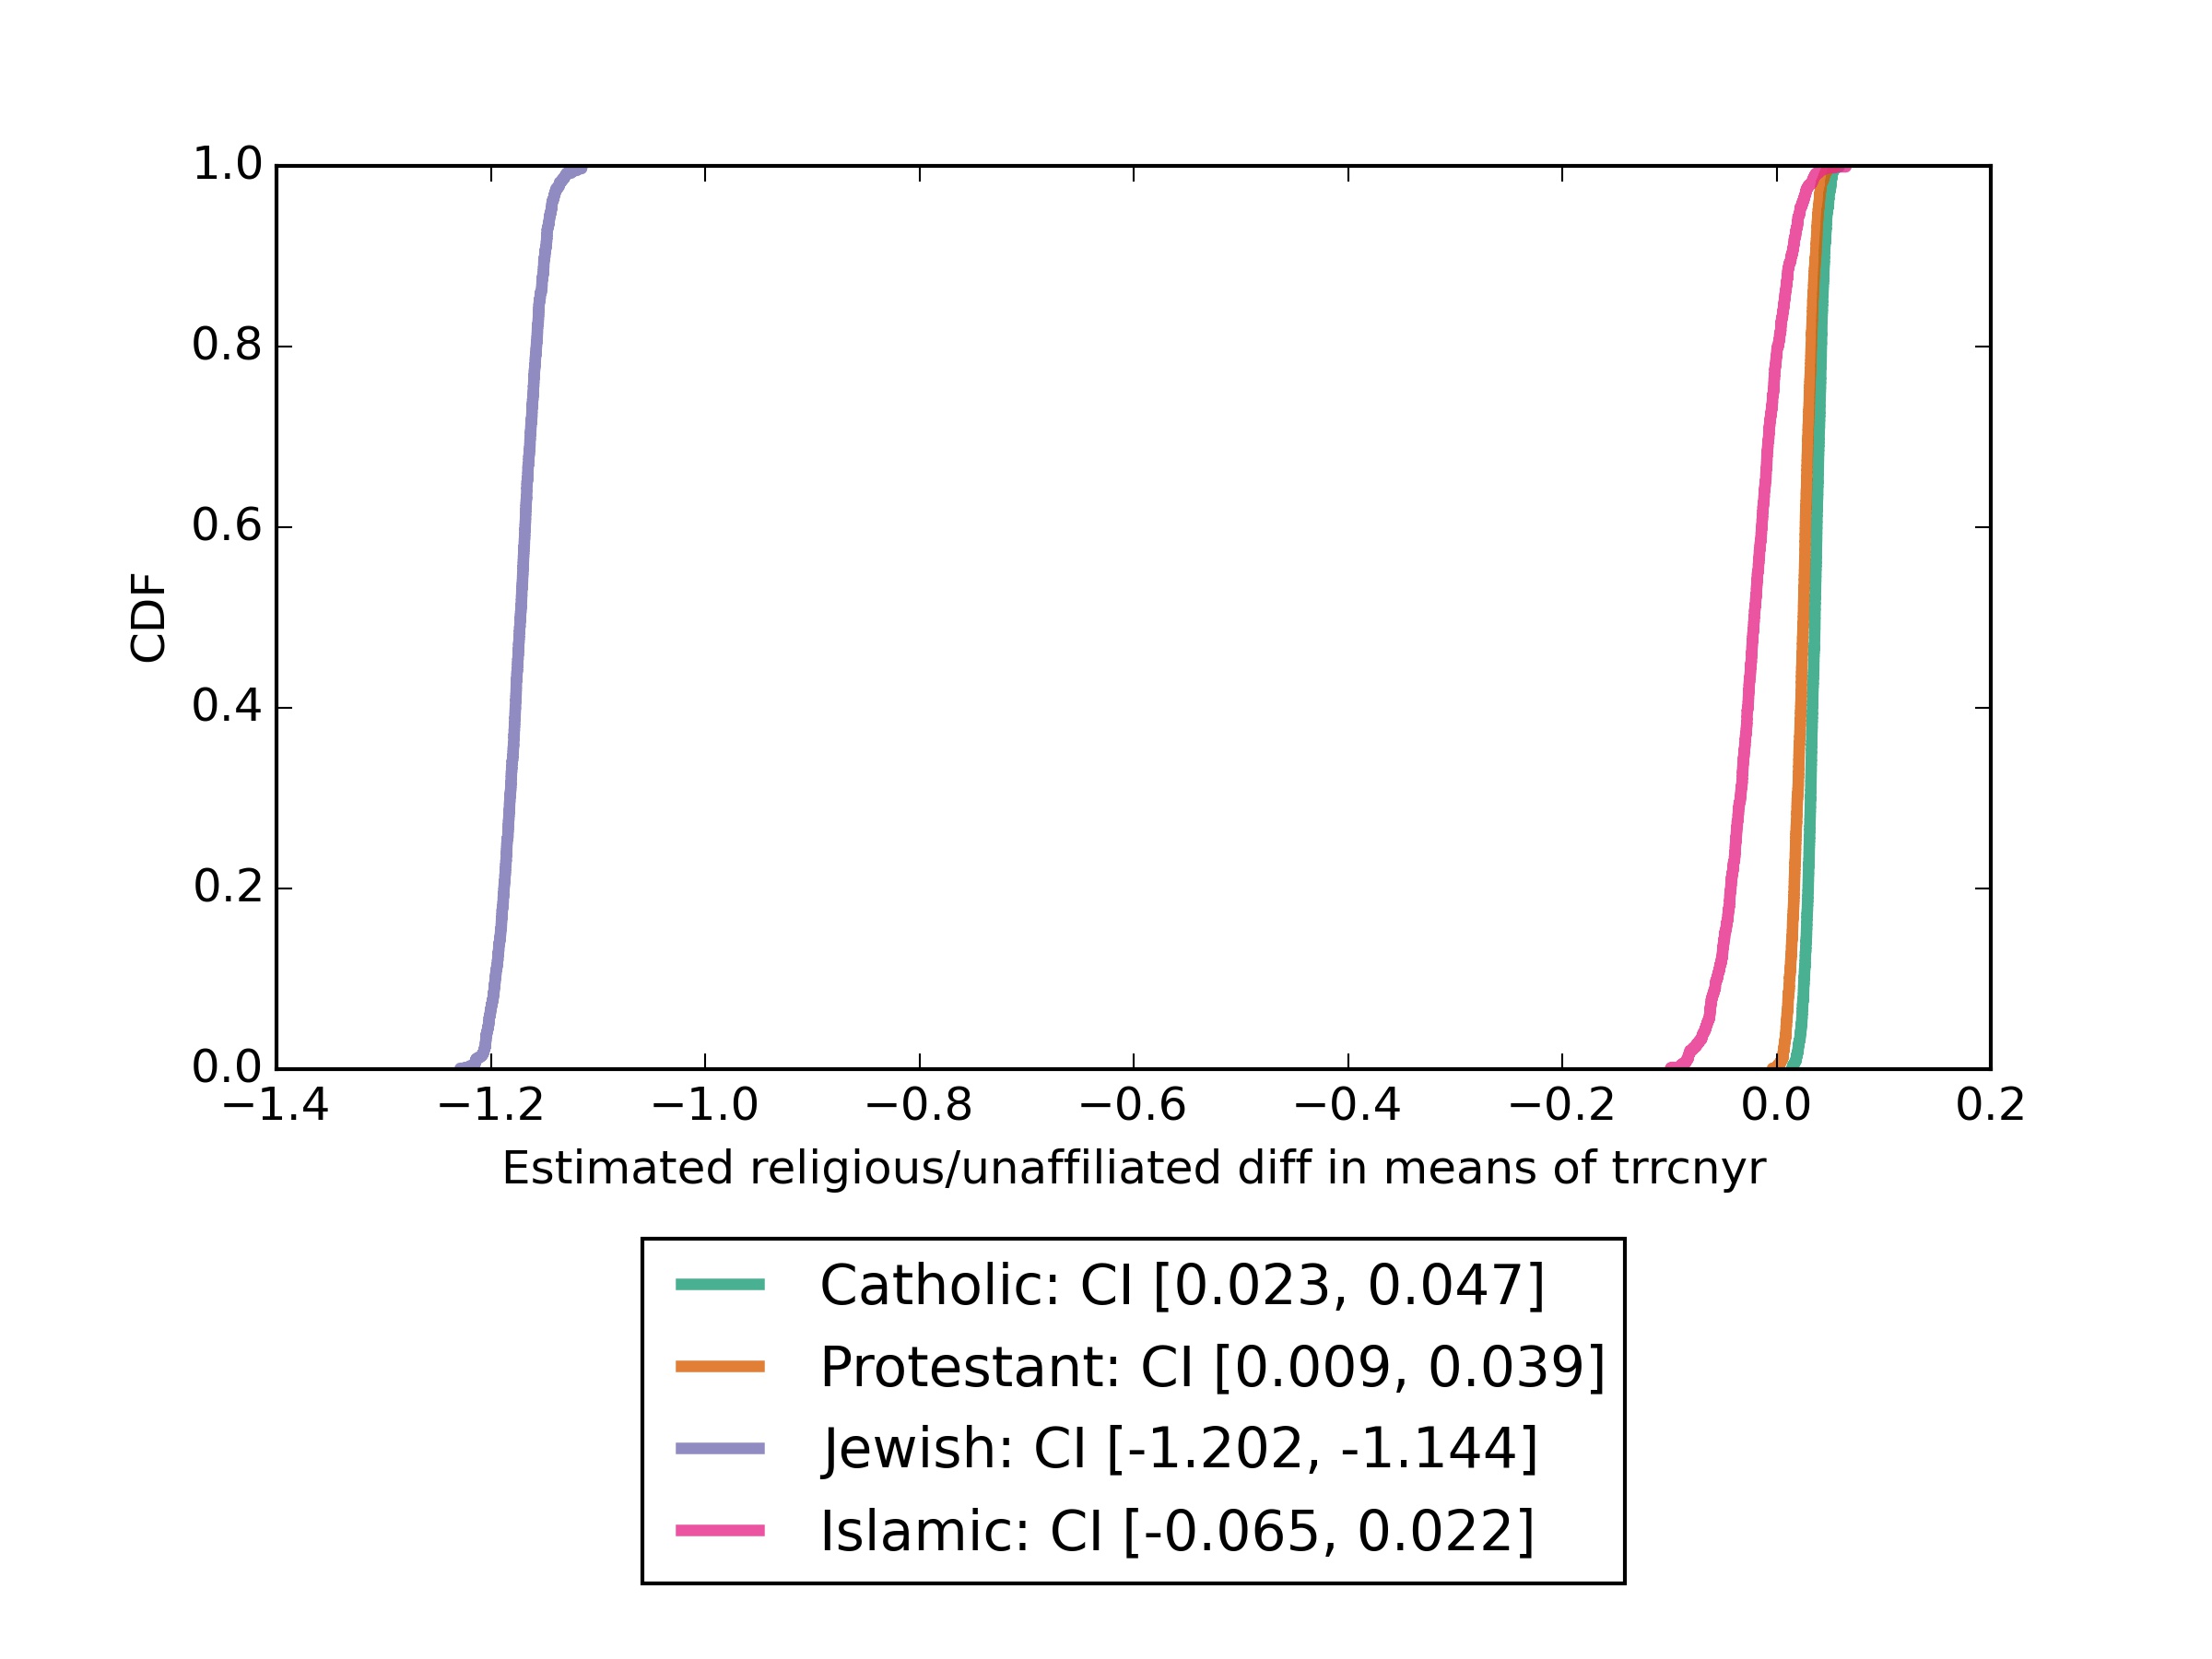 1.0
0.8
0.6
0.4
0.2
0.0
CDF
−1.4 −1.2 −1.0 −0.8 −0.6 −0.4 −0.2 0.0 0.2
Estimated religious/unaffiliated diff in means of trrcnyr
Catholic: CI [0.023, 0.047]
Protestant: CI [0.009, 0.039]
Jewish: CI [-1.202, -1.144]
Islamic: CI [-0.065, 0.022]